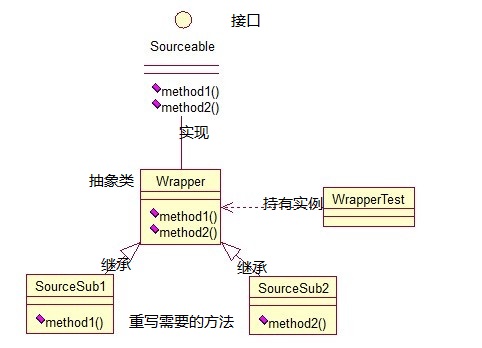 接口
Sourceable
method1()
method2()
实现
抽象类
Wrapper
method1()
method2()
持有实例
WrapperTest
继承
继承
SourceSub1
method1()
重写需要的方法
SourceSub2
method2()